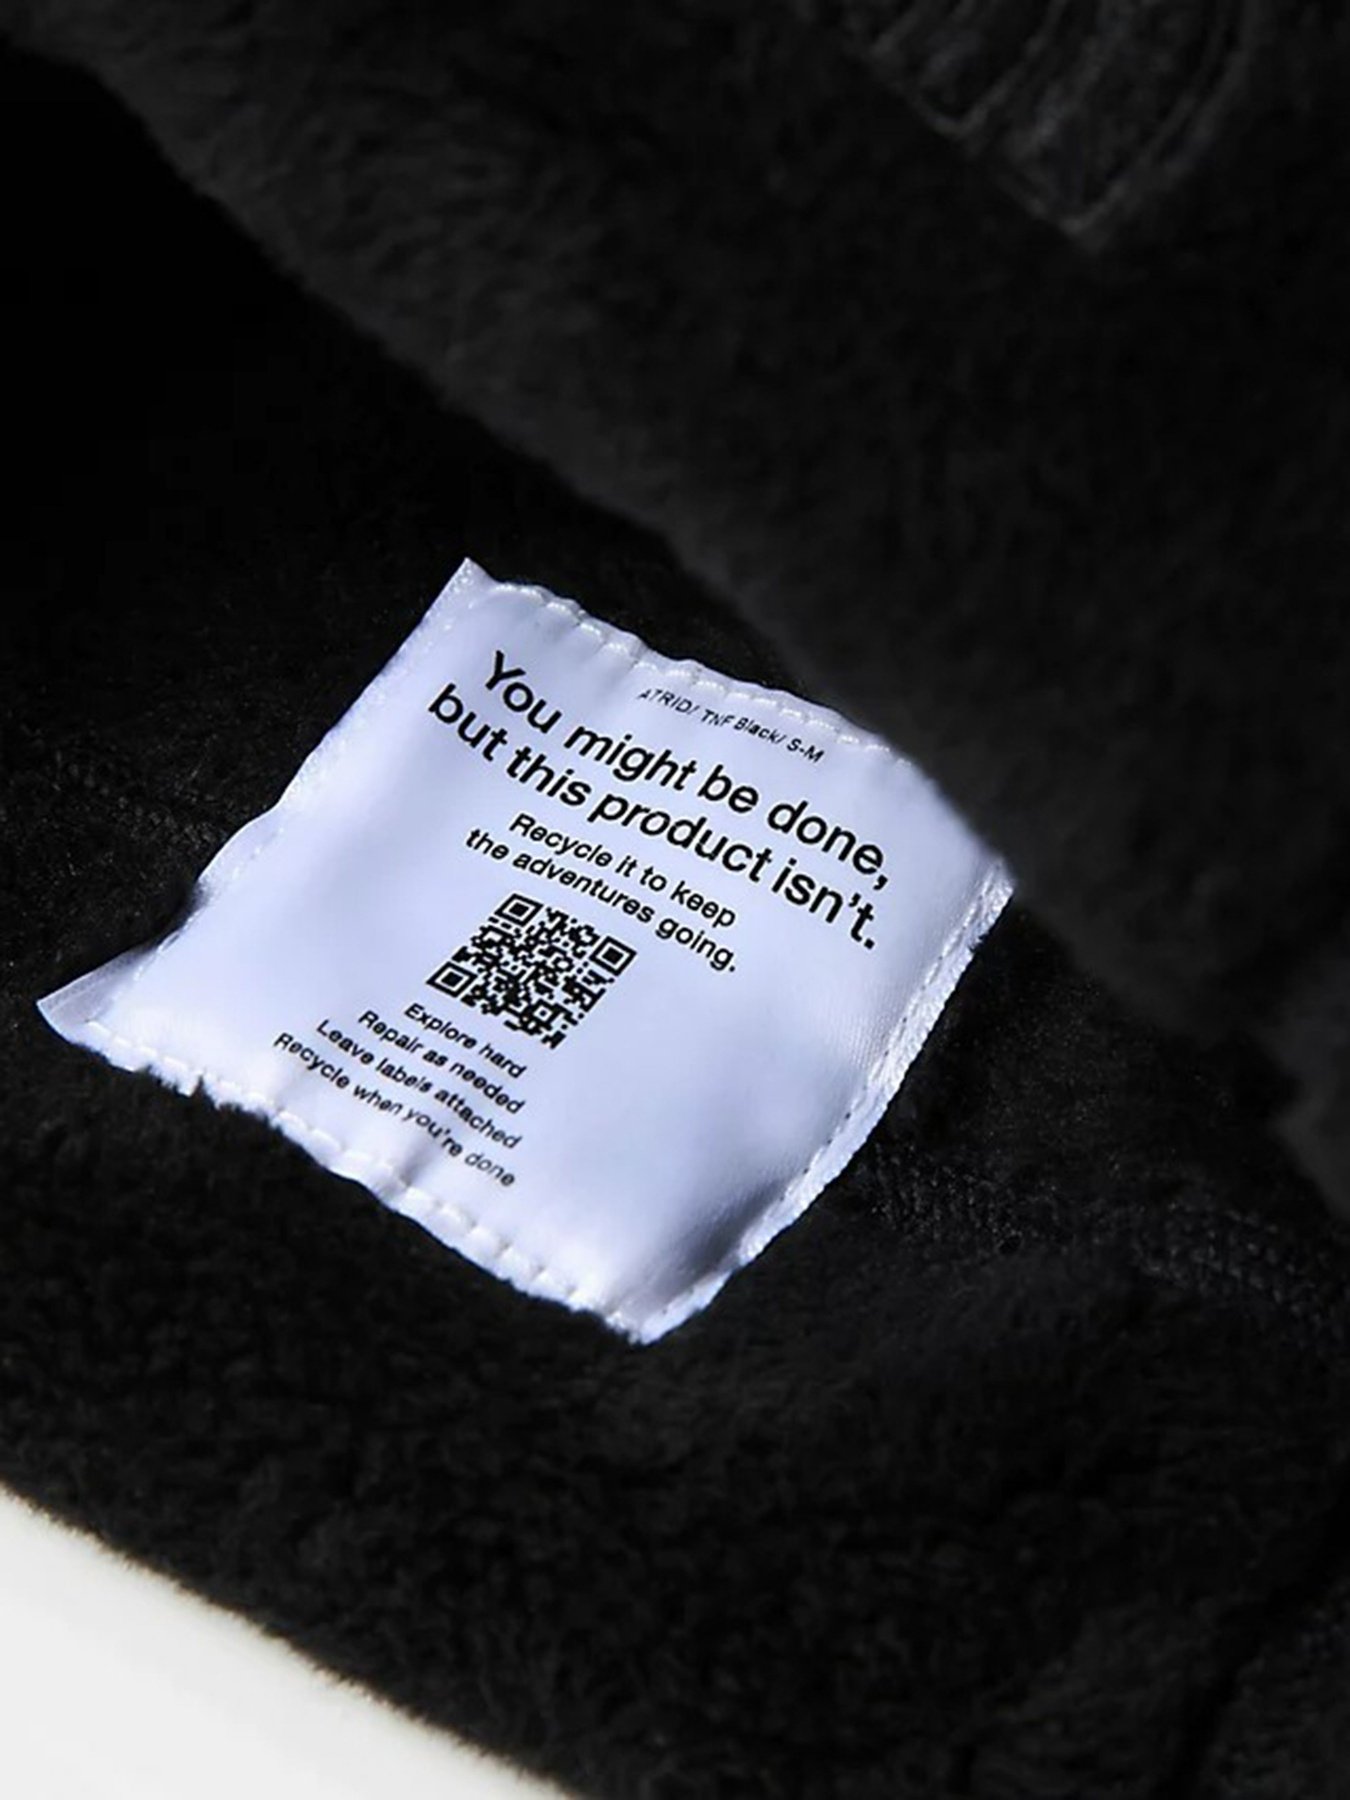 ATRID/ TNF Black/ S-M
You might be done,
but this product isn't.
Recycle it to keep
the adventures going.
Explore hard
Repair as needed
Leave labels attached
Recycle when you're done